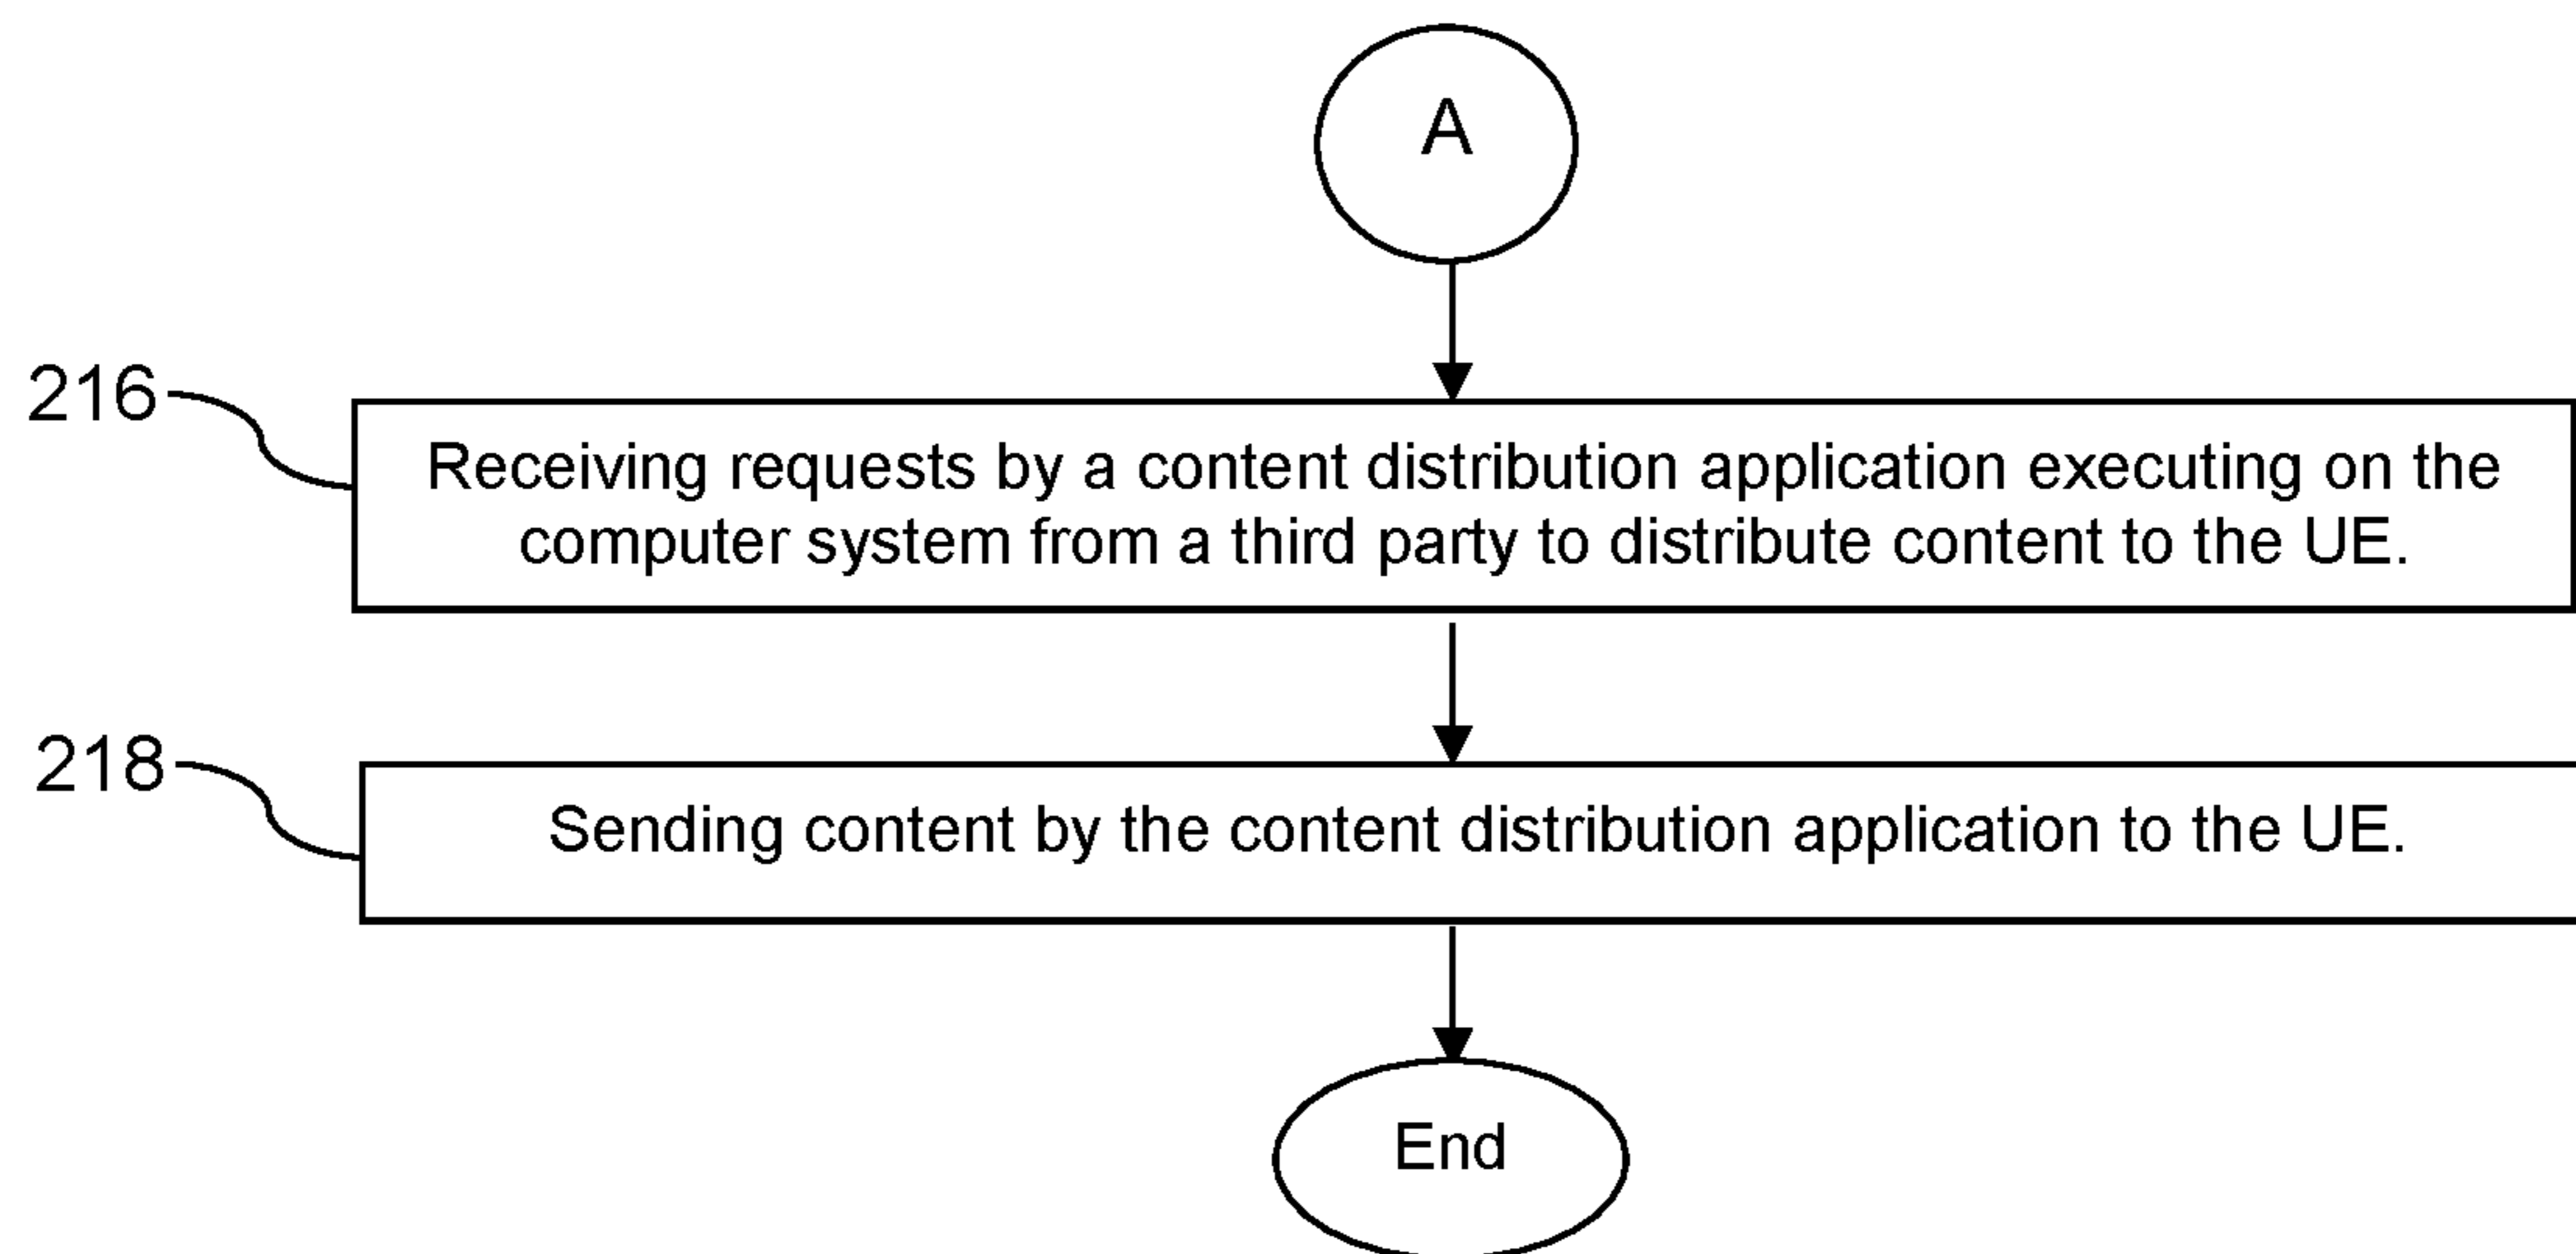 A
216
Receiving requests by a content distribution application executing on the
computer system from a third party to distribute content to the UE.
218
Sending content by the content distribution application to the UE.
End